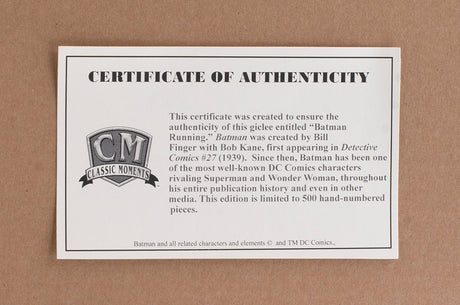 CERTIFICATE OF AUTHENTICITY
CM
CLASSIC MOMENTS
This certificate was created to ensure the
authenticity of this giclee entitled “Batman
Running.” Batman was created by Bill
Finger with Bob Kane, first appearing in Detective
Comics #27 (1939). Since then, Batman has been one
of the most well-known DC Comics characters
rivaling Superman and Wonder Woman, throughout
his entire publication history and even in other
media. This edition is limited to 500 hand-numbered
pieces.
Batman and all related characters and elements © and TM DC Comics.,